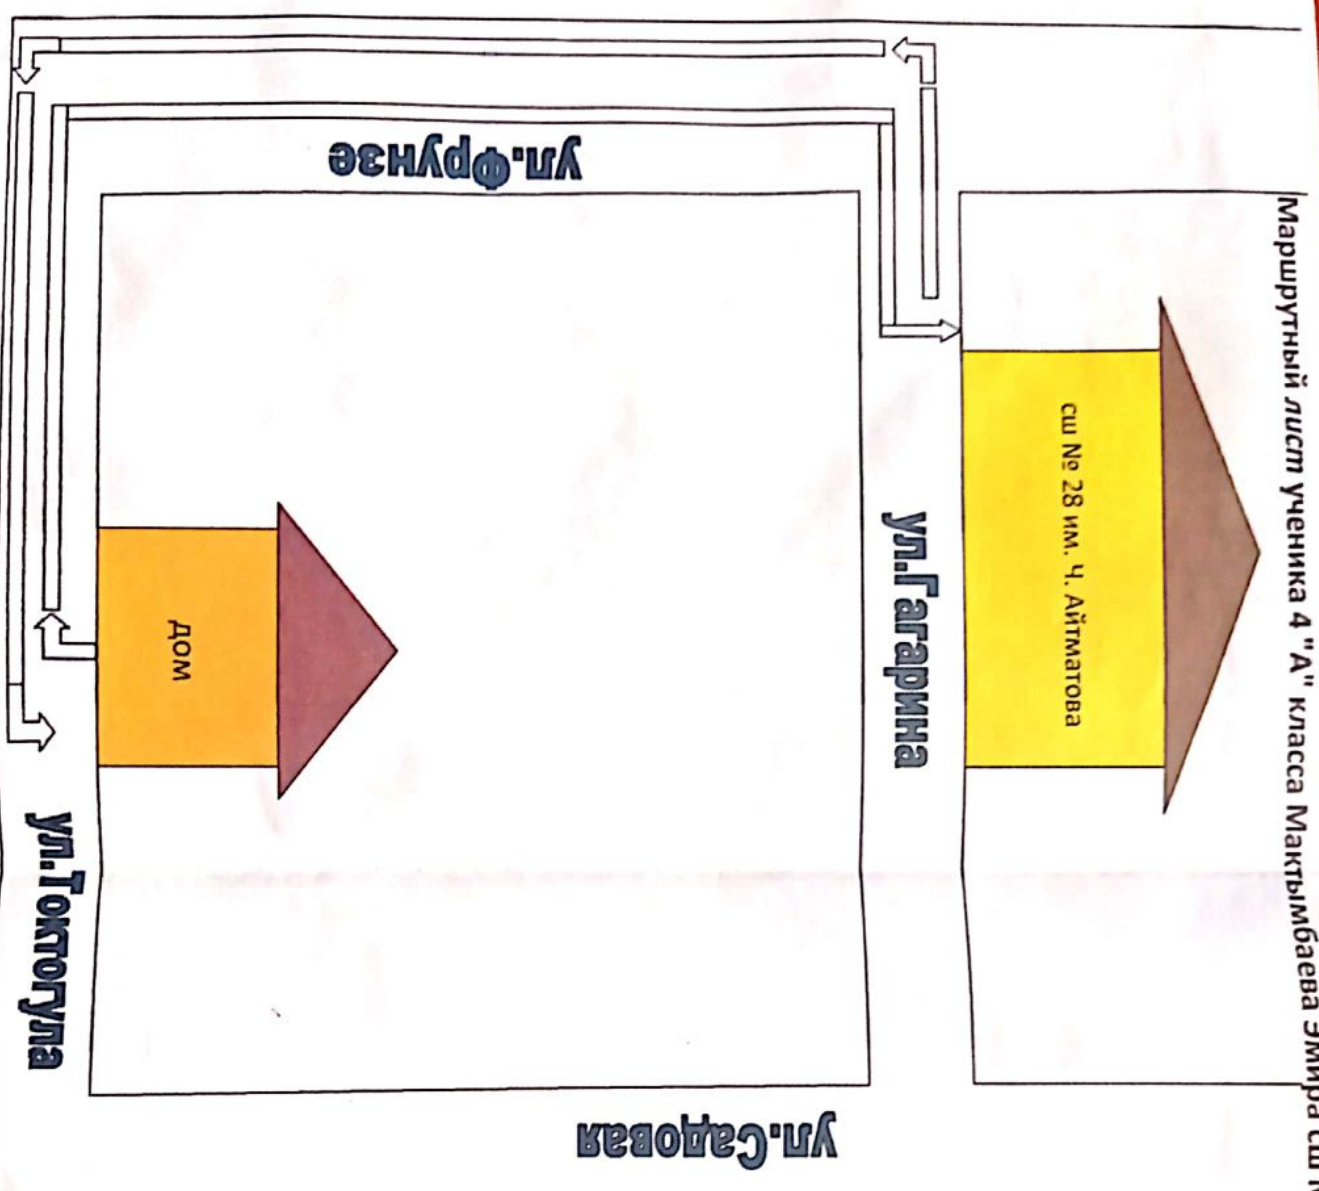 Маршрутный лист ученика 4 "А" класса Мактымбаева Эмира сш
сш № 28 им. Ч. Айтматова
ул.Гагарина
ул.Фрунзе
ул.Садовая
дом
ул.Токтогула